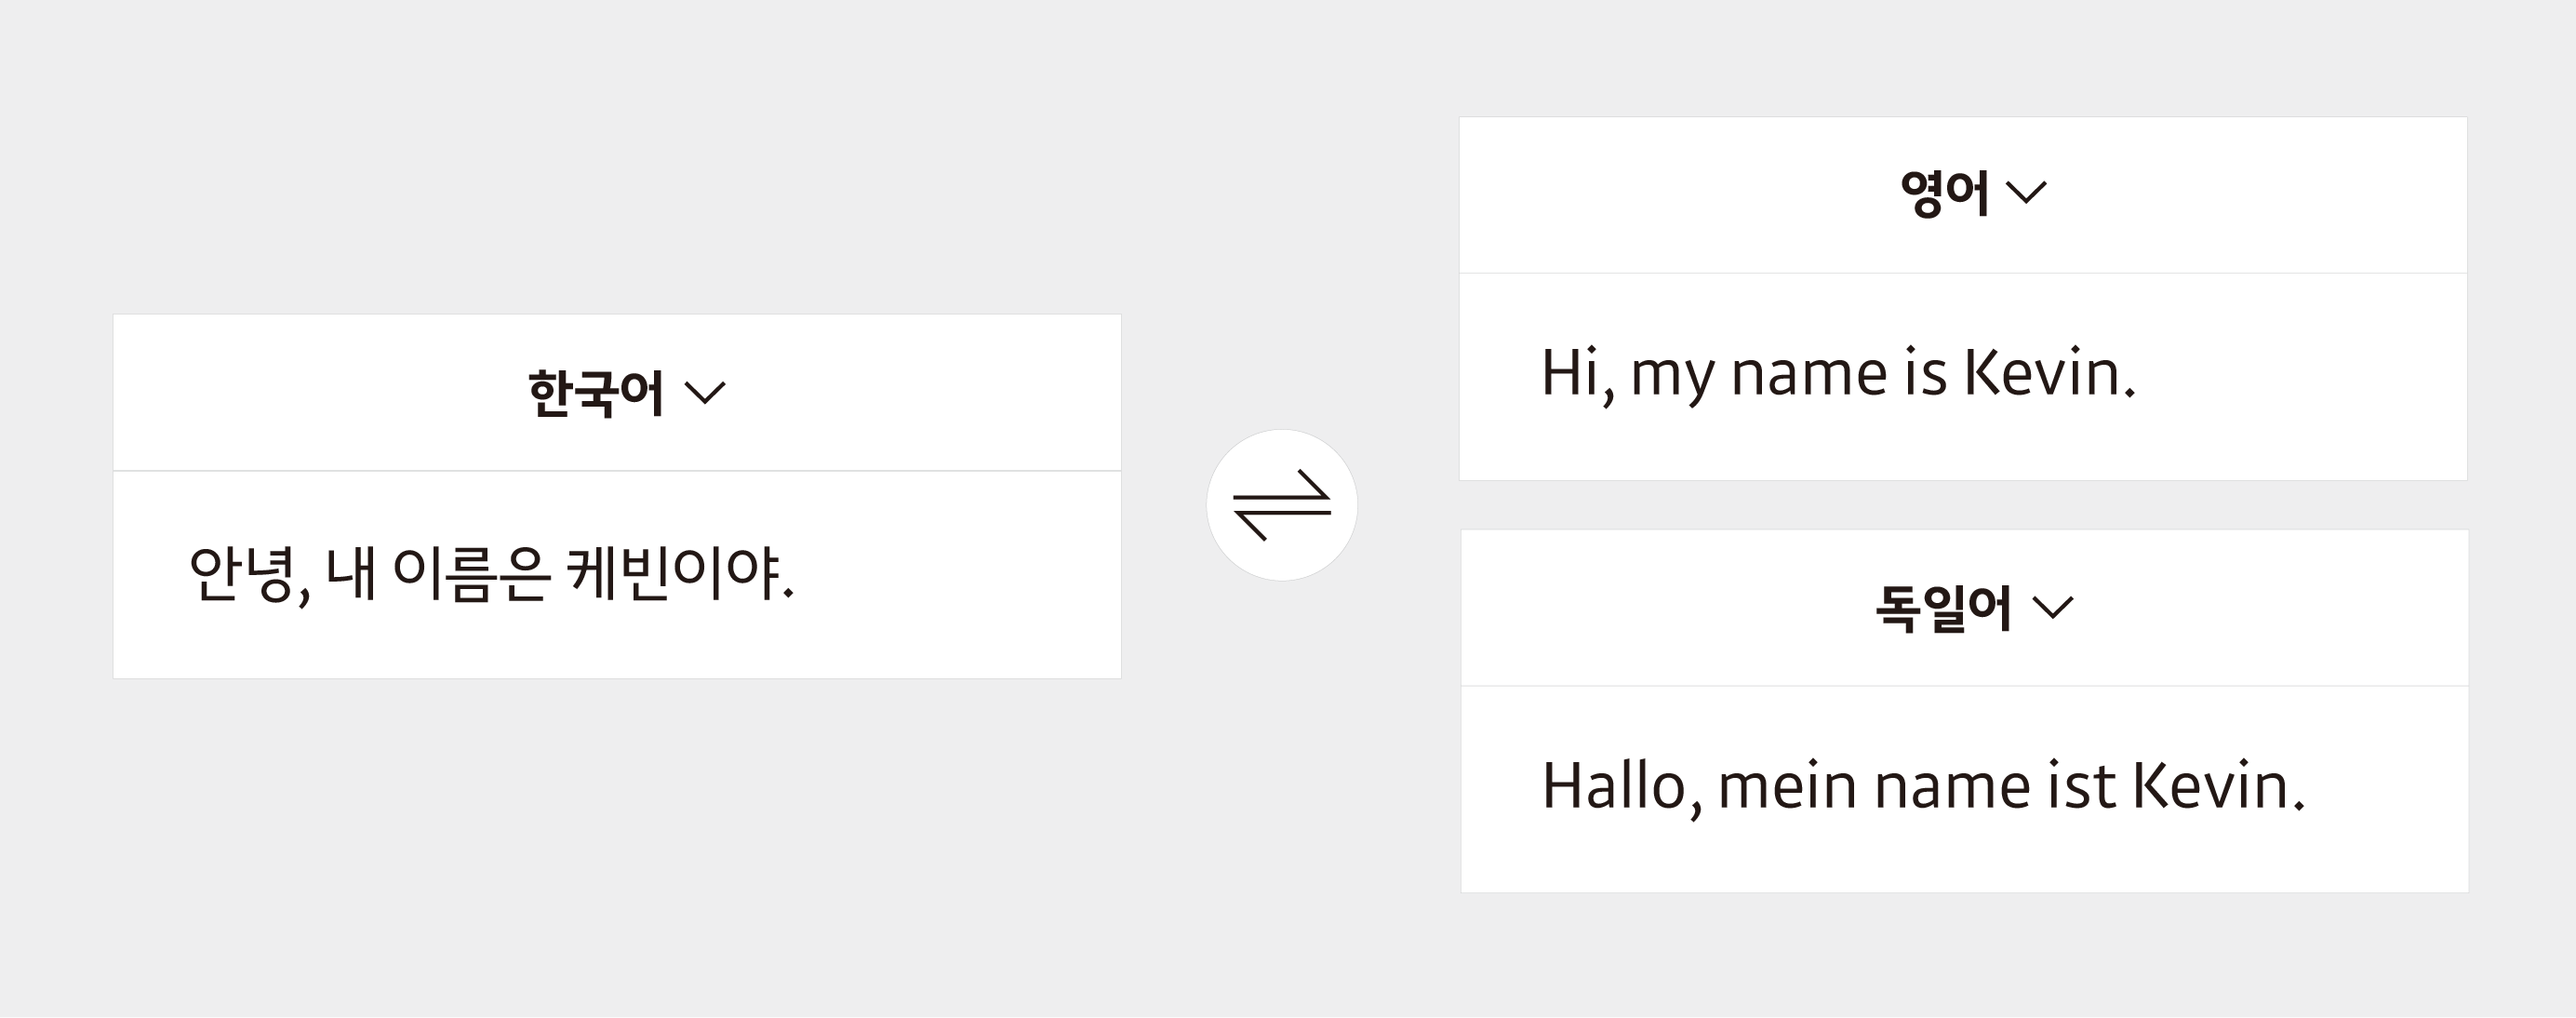 한국어
안녕, 내 이름은 케빈이야.
영어
Hi, my name is Kevin.
독일어
Hallo, mein name ist Kevin.